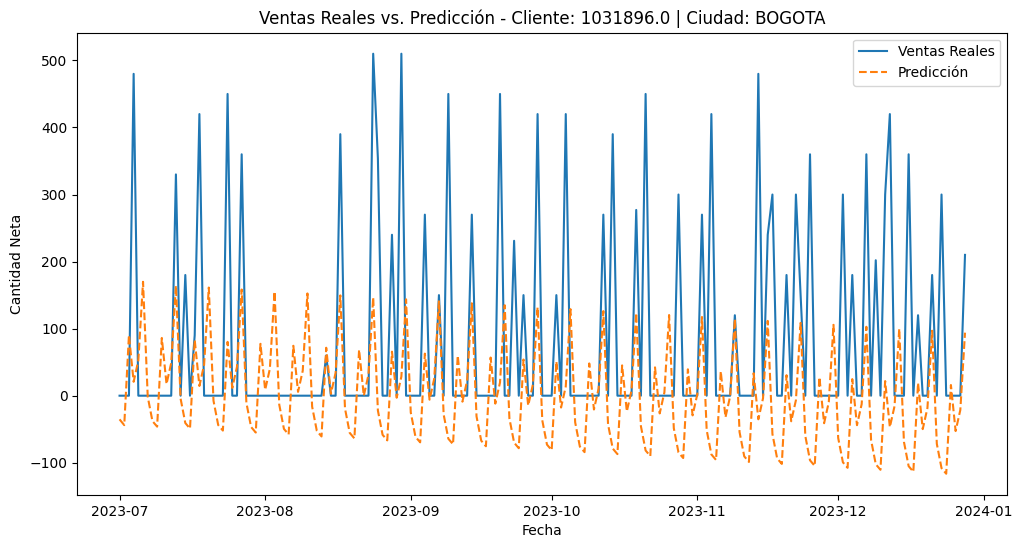 Ventas Reales vs. Predicción - Cliente: 1031896.0 | Ciudad: BOGOTA
Ventas Reales
Predicción
Cantidad Neta
500
400
300
200
100
0
−100
2023-07
2023-08
2023-09
2023-10
2023-11
2023-12
2024-01
Fecha